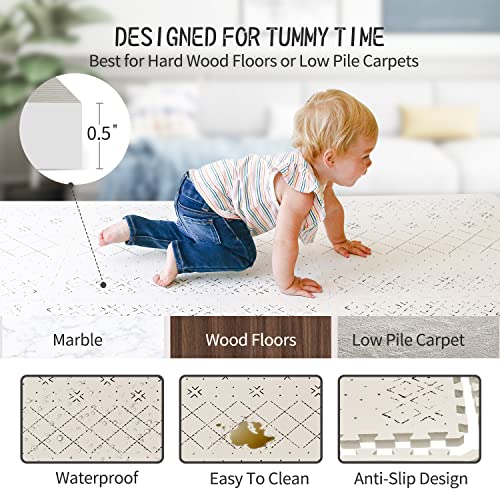 DESIGNED FOR TUMMY TIME
Best for Hard Wood Floors or Low Pile Carpets
0.5"
Marble
Wood Floors
Low Pile Carpet
Waterproof
Easy To Clean
Anti-Slip Design